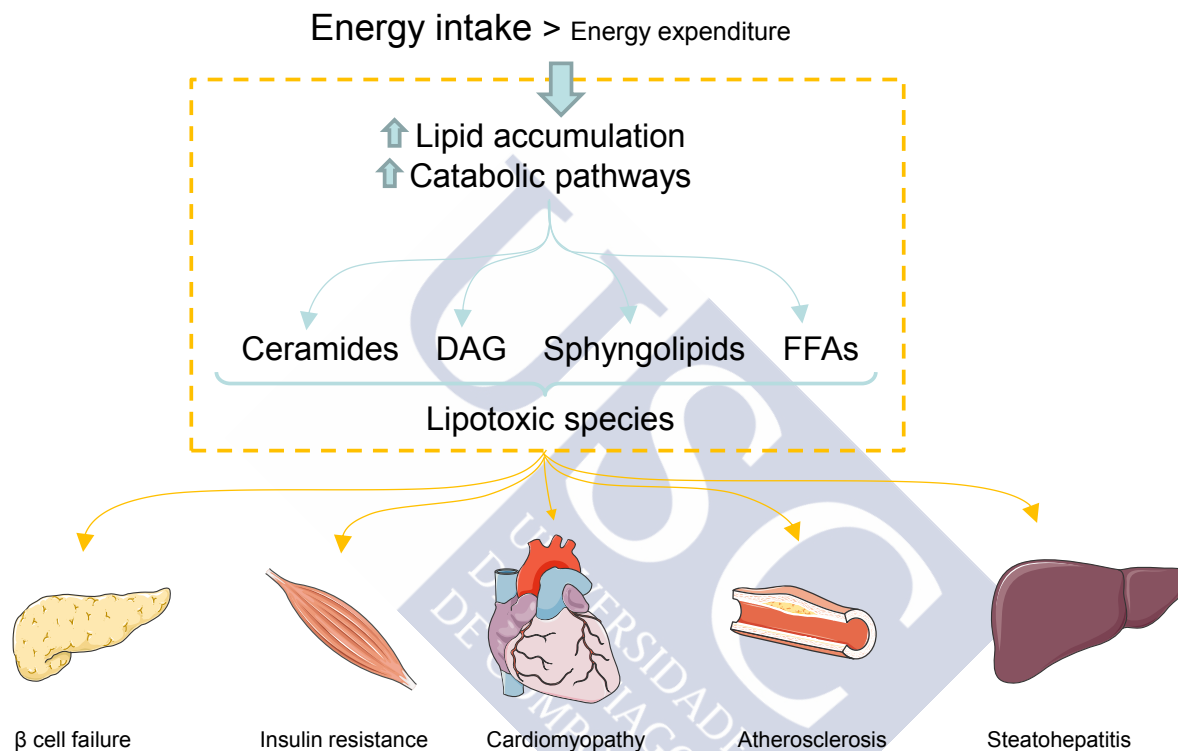 Energy intake > Energy expenditure
Lipid accumulation
Catabolic pathways
Ceramides DAG Sphyngolipids FFAs
Lipotoxic species
USC
β cell failure Insulin resistance Cardiomyopathy Atherosclerosis Steatohepatitis